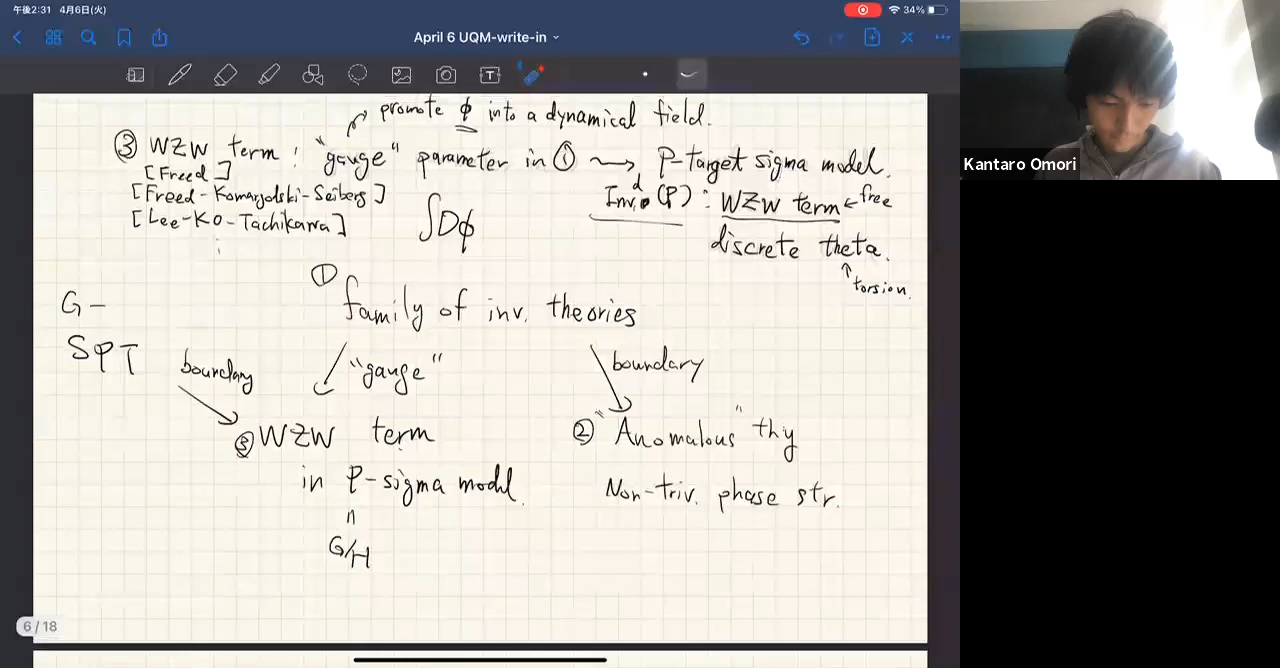 午後2:31 4月6日(火)
34%
April 6 UQM-write-in
promote ϕ into a dynamical field.
③ WZW term : "gauge" parameter in ① ⇝ P-target sigma model.
[Freed]
[Freed-Komargodski-Seiberg]
[Lee-Ko-Tachikawa]
∫Dϕ
(P) : WZW term ← free
discrete theta.
↑ torsion.
①
family of inv. theories
G-
SPT
boundary
"gauge"
boundary
③ WZW term
② "Anomalous" thy
in P-sigma model.
Non-triv. phase str.
G/H
6 / 18
Kantaro Omori